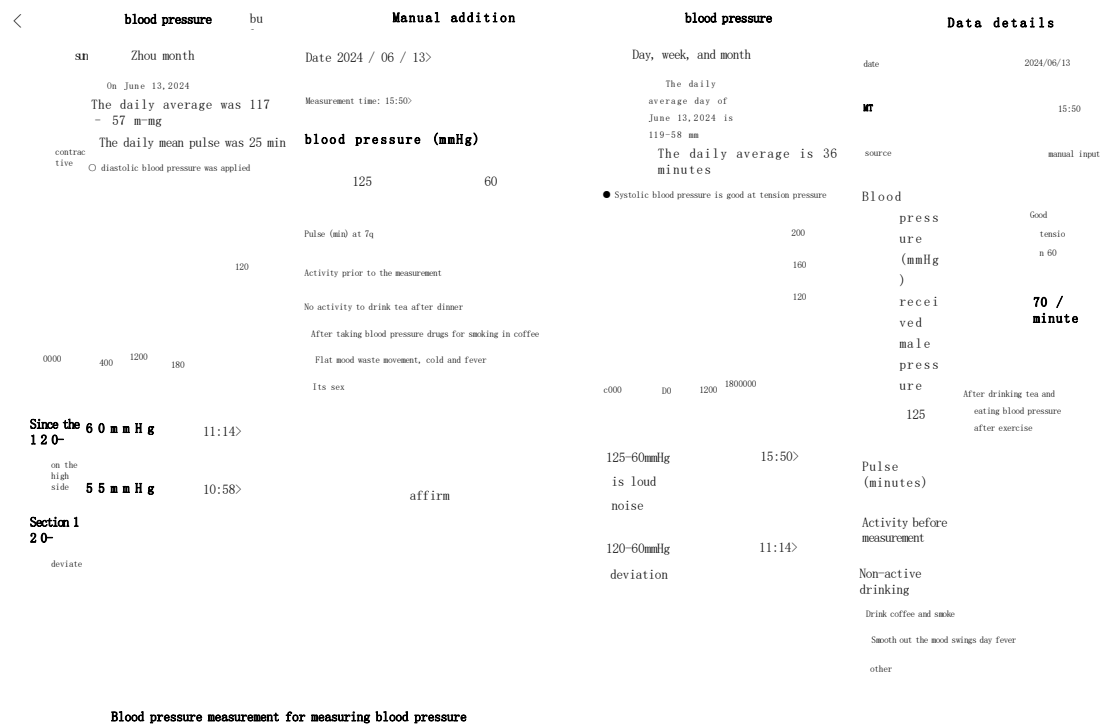 blood pressure
bu
sun Zhou month
On June 13,2024
The daily average was 117
- 57 m-mg
The daily mean pulse was 25 min
contrac
tive
○ diastolic blood pressure was applied
120
0000 400 1200 180
Since the
120-
60mmHg 11:14>
on the
high
side
55mmHg 10:58>
Section 1
20-
deviate
Manual addition
Date 2024 / 06 / 13>
Measurement time: 15:50>
blood pressure (mmHg)
125 60
Pulse (min) at 7q
Activity prior to the measurement
No activity to drink tea after dinner
After taking blood pressure drugs for smoking in coffee
Flat mood waste movement, cold and fever
Its sex
affirm
blood pressure
Day, week, and month
The daily
average day of
June 13,2024 is
119-58 mm
The daily average is 36
minutes
● Systolic blood pressure is good at tension pressure
200
160
120
c000 D0 1200 1800000
125-60mmHg 15:50>
is loud
noise
120-60mmHg 11:14>
deviation
Data details
date 2024/06/13
MT 15:50
source manual input
Blood
press
ure
(mmHg
)
recei
ved
male
press
ure
125
Good
tensio
n 60
70 /
minute
After drinking tea and
eating blood pressure
after exercise
Pulse
(minutes)
Activity before
measurement
Non-active
drinking
Drink coffee and smoke
Smooth out the mood swings day fever
other
Blood pressure measurement for measuring blood pressure